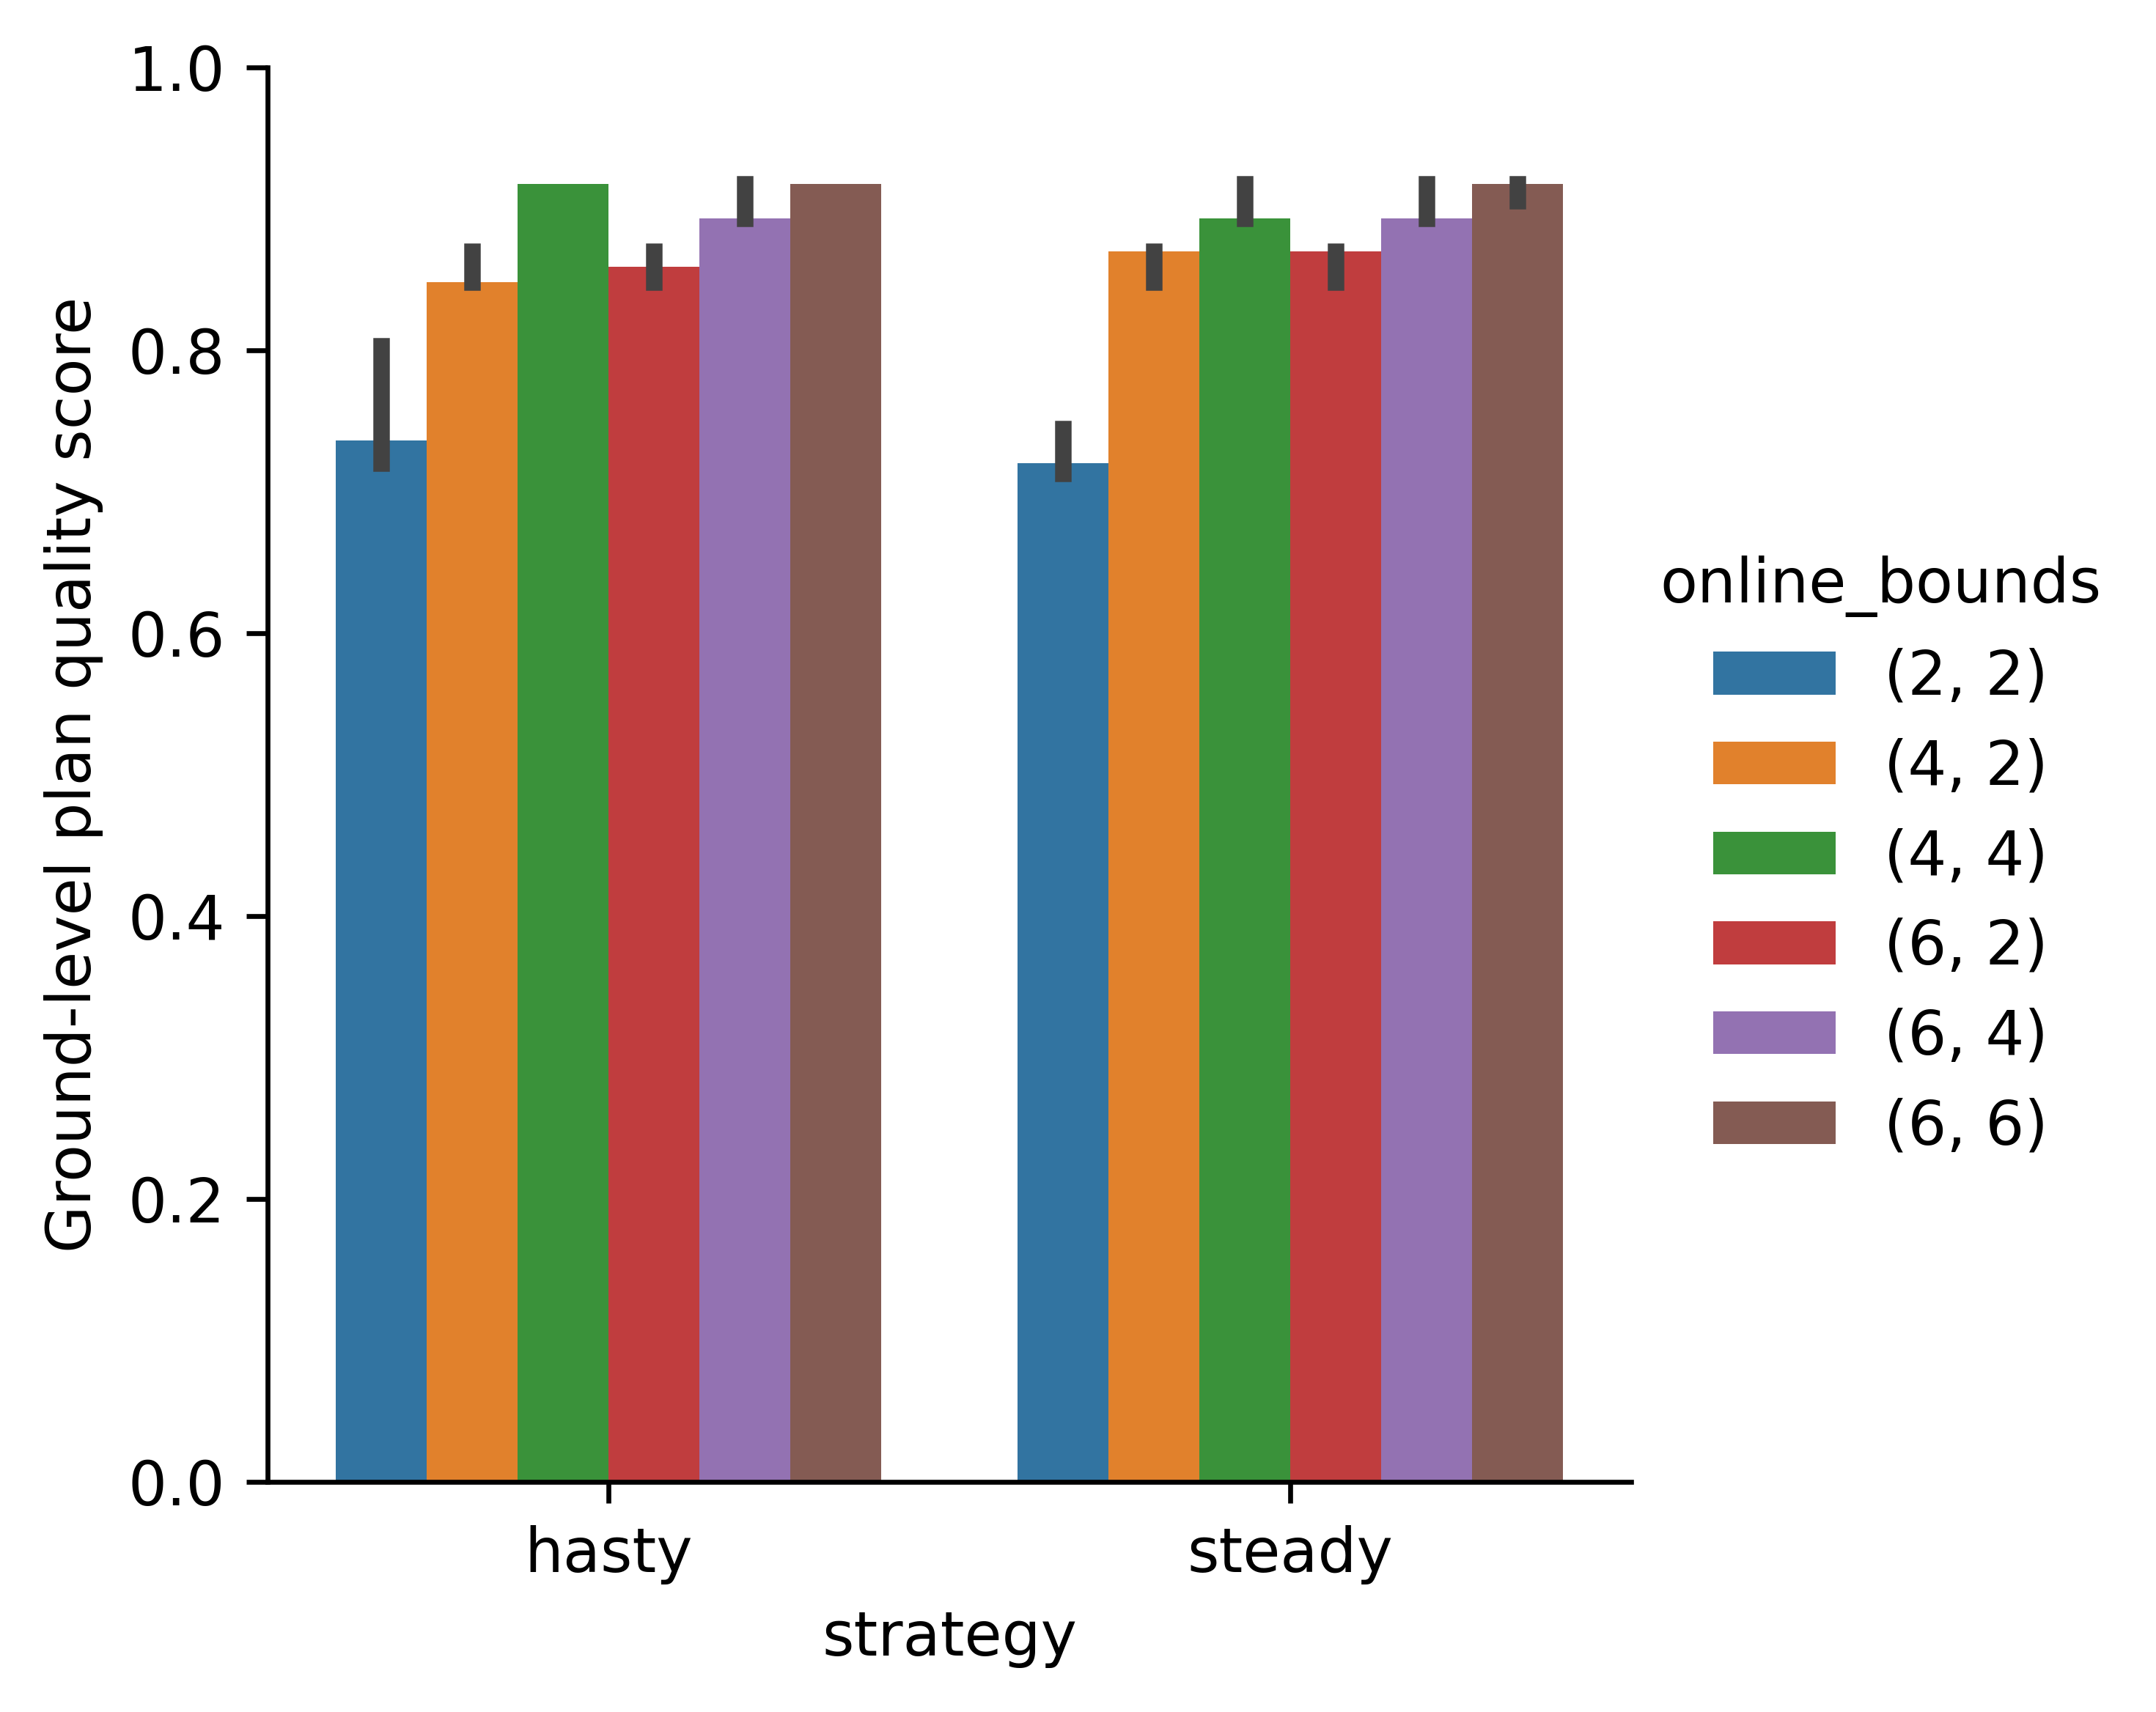 Ground-level plan quality score
1.0
0.8
0.6
0.4
0.2
0.0
hasty
steady
strategy
online_bounds
(2, 2)
(4, 2)
(4, 4)
(6, 2)
(6, 4)
(6, 6)